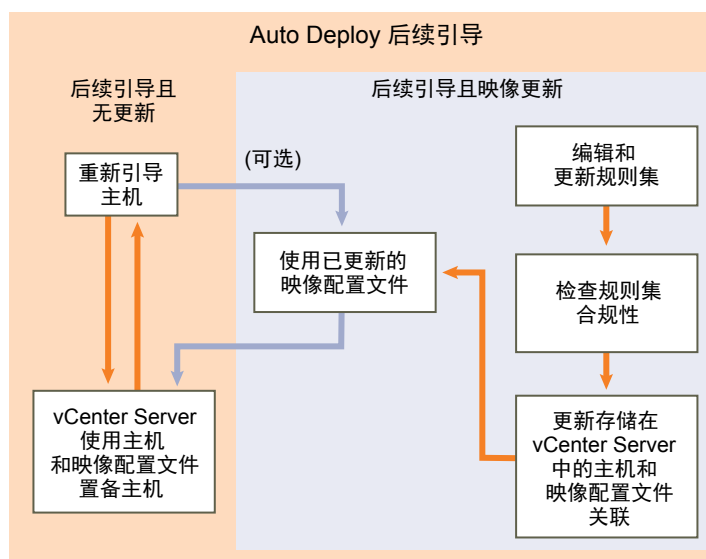 Auto Deploy 后续引导
后续引导且
无更新
后续引导且映像更新
重新引导
主机
(可选)
编辑和
更新规则集
使用已更新的
映像配置文件
检查规则集
合规性
vCenter Server
使用主机
和映像配置文件
置备主机
更新存储在
vCenter Server
中的主机和
映像配置文件
关联